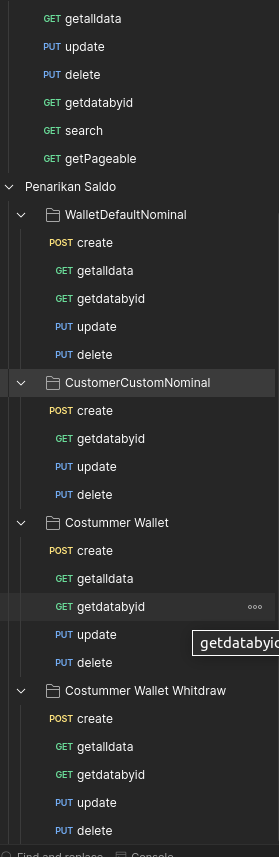 GET getalldata
PUT update
PUT delete
GET getdatabyid
GET search
GET getPageable
Penarikan Saldo
WalletDefaultNominal
POST create
GET getalldata
GET getdatabyid
PUT update
PUT delete
CustomerCustomNominal
POST create
GET getdatabyid
PUT update
PUT delete
Costummer Wallet
POST create
GET getalldata
GET getdatabyid
PUT update
getdatabyid
PUT delete
Costummer Wallet Whitdraw
POST create
GET getalldata
GET getdatabyid
PUT update
PUT delete
Find and replace Console